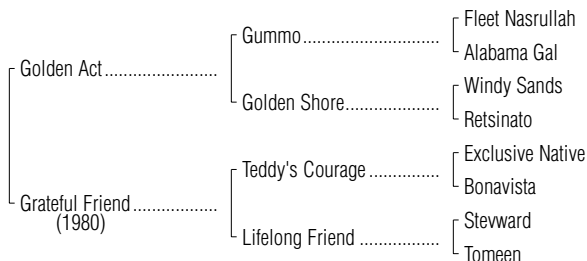 Fleet Nasrullah
Gummo
Alabama Gal
Golden Act
Windy Sands
Golden Shore
Retsinato
Exclusive Native
Teddy's Courage
Bonavista
Grateful Friend
(1980)
Stevward
Lifelong Friend
Tomeen